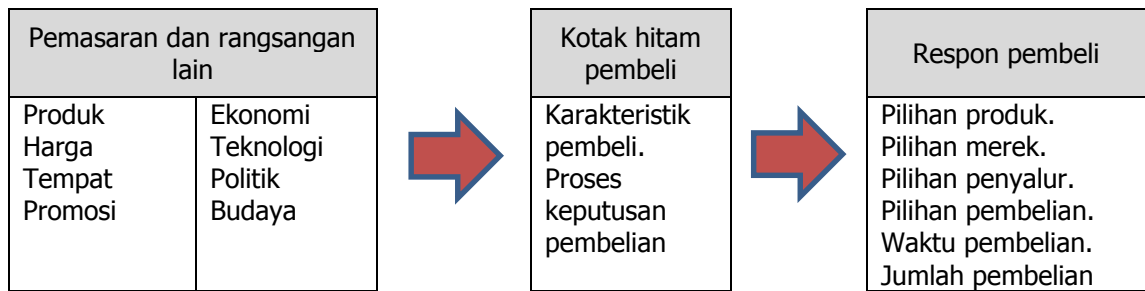 Pemasaran dan rangsangan
lain
Produk
Harga
Tempat
Promosi
Ekonomi
Teknologi
Politik
Budaya
Kotak hitam
pembeli
Karakteristik
pembeli.
Proses
keputusan
pembelian
Respon pembeli
Pilihan produk.
Pilihan merek.
Pilihan penyalur.
Pilihan pembelian.
Waktu pembelian.
Jumlah pembelian